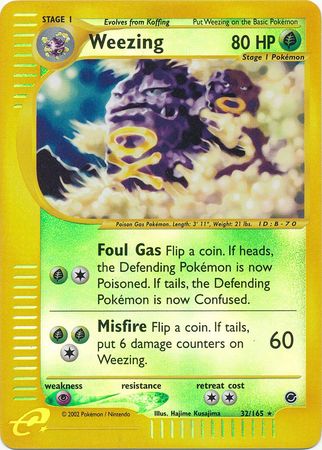 STAGE 1 Evolves from Koffing Put Weezing on the Basic Pokémon
Weezing 80 HP
Stage 1 Pokémon
Poison Gas Pokémon. Length: 3' 11", Weight: 21 lbs. ID:B-70
Foul Gas Flip a coin. If heads,
the Defending Pokémon is now
Poisoned. If tails, the Defending
Pokémon is now Confused.
Misfire Flip a coin. If tails,
put 6 damage counters on
Weezing.
60
weakness resistance retreat cost
e
© 2002 Pokémon / Nintendo Illus. Hajime Kusajima 32/165 ★